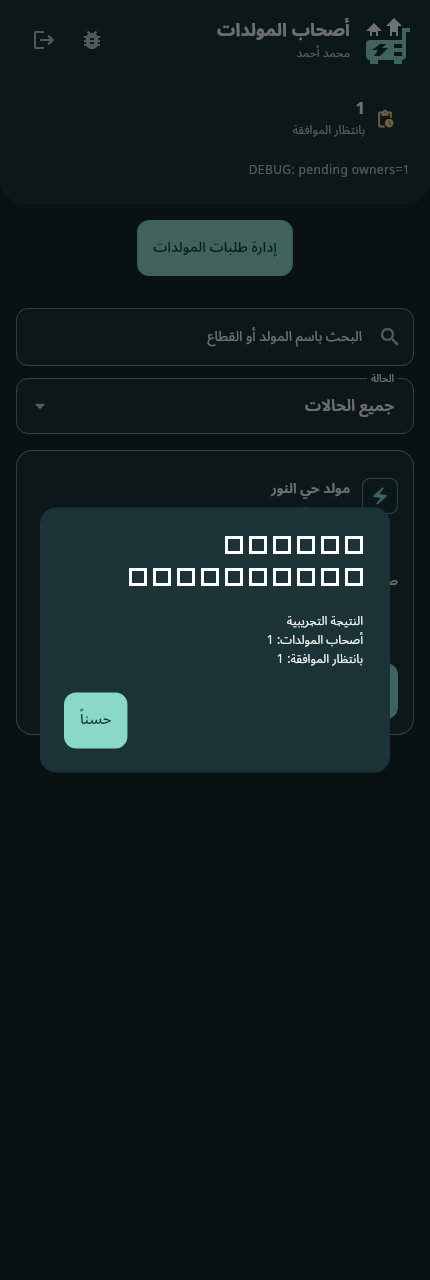 أصحاب المولدات
محمد أحمد
1
بانتظار الموافقة
DEBUG: pending owners=1
إدارة طلبات المولدات
البحث باسم المولد أو القطاع
الحالة
جميع الحالات
مولد حي النور
النتيجة التجريبية
أصحاب المولدات: 1
بانتظار الموافقة: 1
حسناً